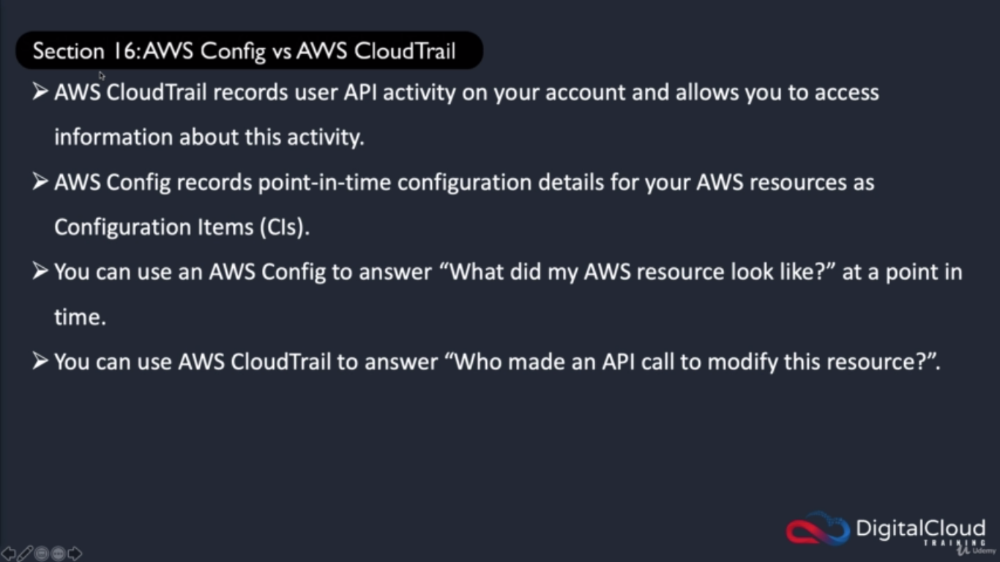 Section 16: AWS Config vs AWS CloudTrail
➢ AWS CloudTrail records user API activity on your account and allows you to access
information about this activity.
➢ AWS Config records point-in-time configuration details for your AWS resources as
Configuration Items (CIs).
➢ You can use an AWS Config to answer “What did my AWS resource look like?” at a point in
time.
➢ You can use AWS CloudTrail to answer “Who made an API call to modify this resource?”.
DigitalCloud
TRAINING
Udemy